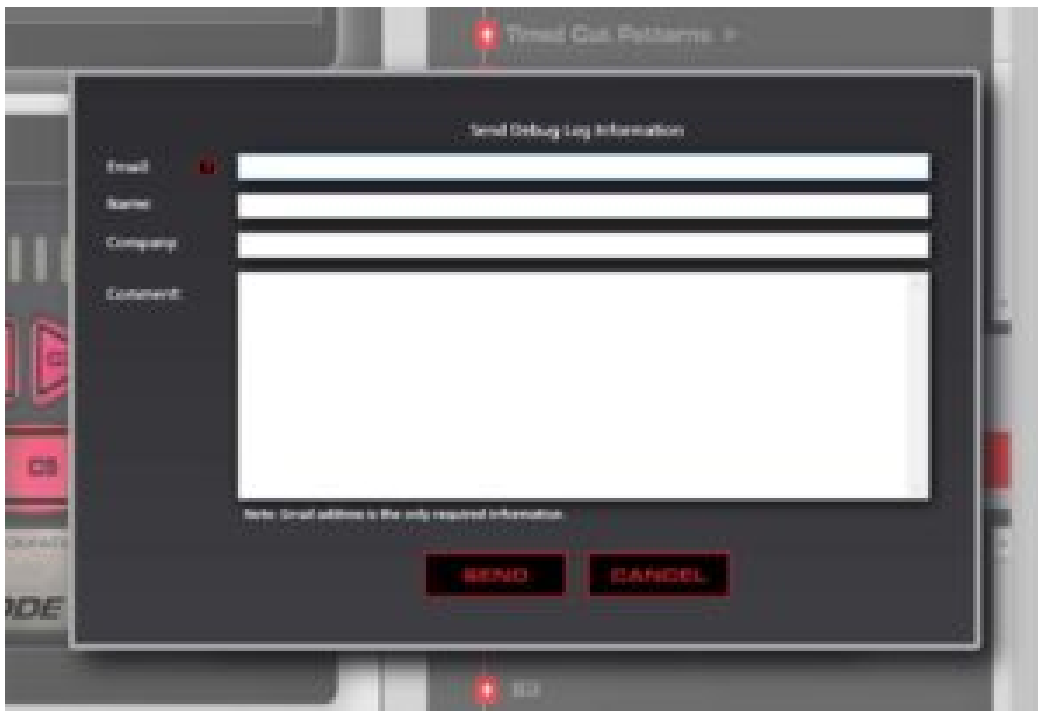 Timed Out Patterns
Send Debug Log Information
Email
Name
Company
Comment:
Note: Email address is the only required information.
SEND
CANCEL
B3